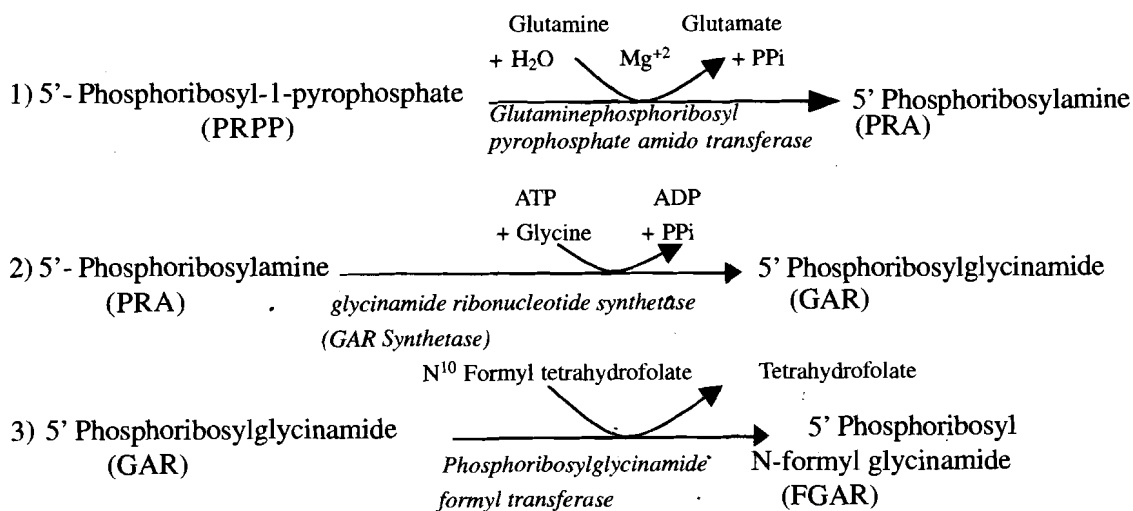 Glutamine Glutamate
+ H₂O Mg⁺² + PPi
1) 5’- Phosphoribosyl-1-pyrophosphate 5’ Phosphoribosylamine
(PRPP) (PRA)
Glutaminephosphoribosyl
pyrophosphate amido transferase
ATP ADP
+ Glycine + PPi
2) 5’- Phosphoribosylamine 5’ Phosphoribosylglycinamide
(PRA) (GAR)
glycinamide ribonucleotide synthetase
(GAR Synthetase)
N¹⁰ Formyl tetrahydrofolate Tetrahydrofolate
3) 5’ Phosphoribosylglycinamide 5’ Phosphoribosyl
(GAR) N-formyl glycinamide
Phosphoribosylglycinamide (FGAR)
formyl transferase